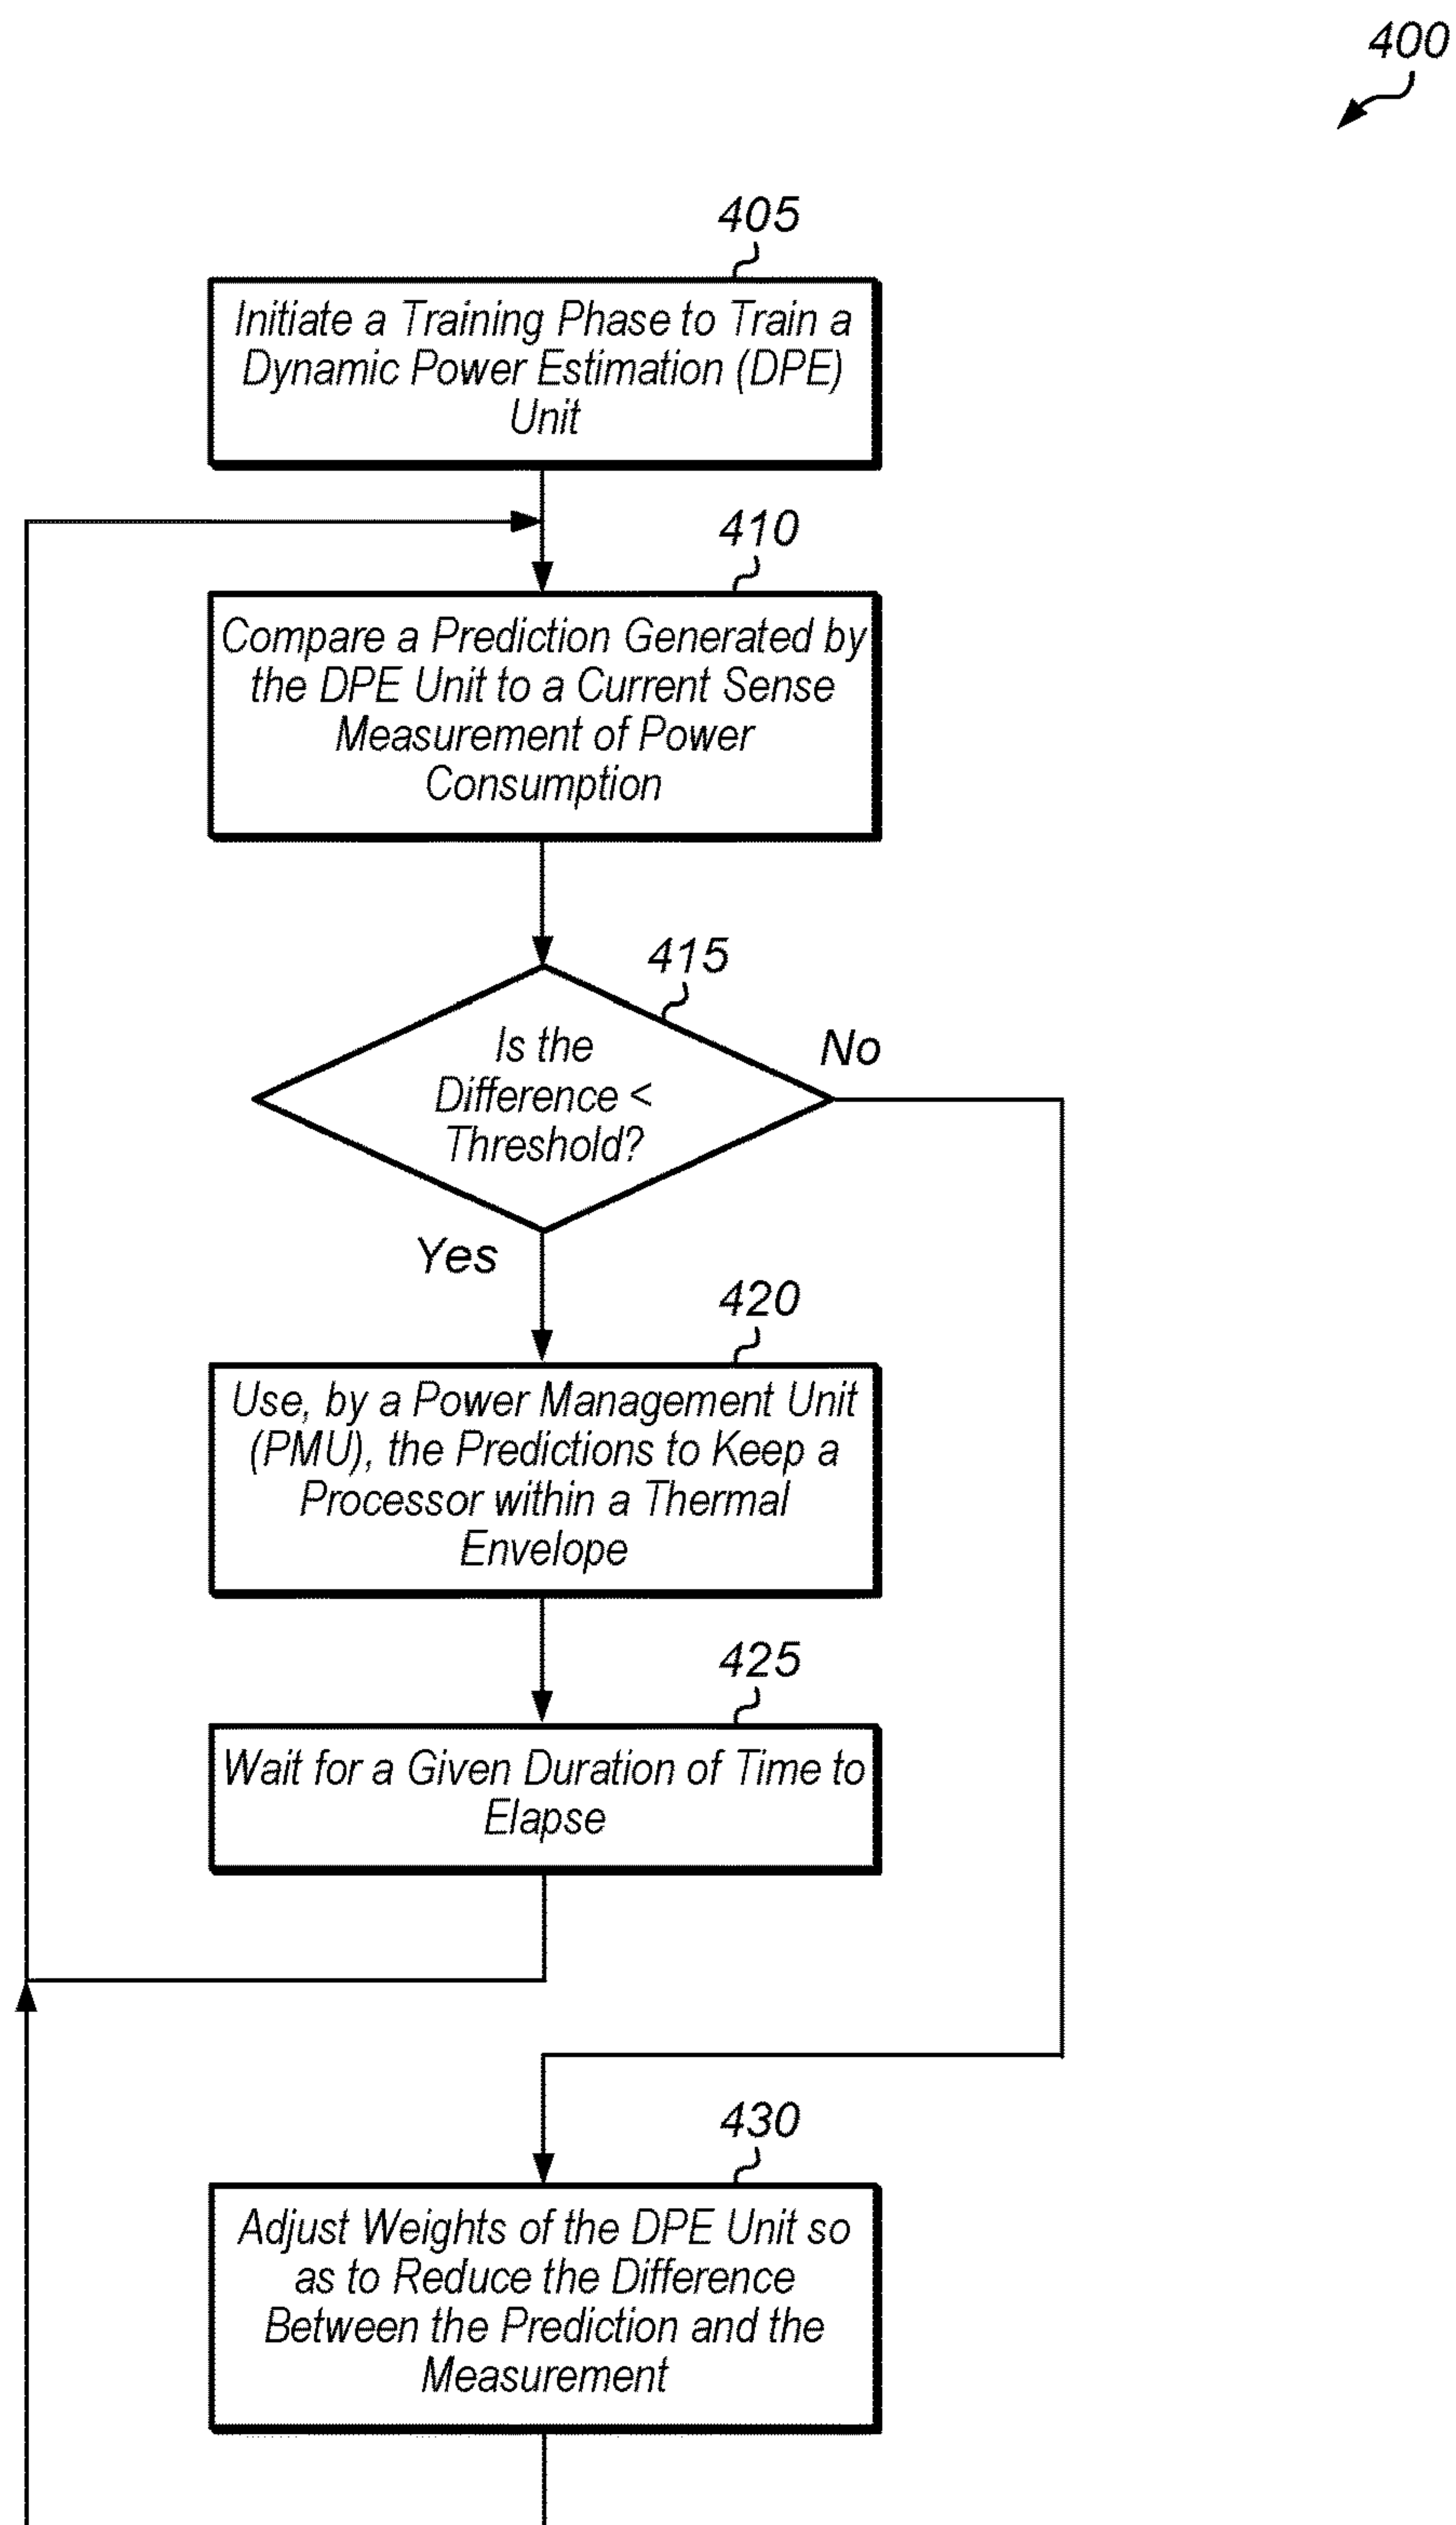 400
405
Initiate a Training Phase to Train a
Dynamic Power Estimation (DPE)
Unit
410
Compare a Prediction Generated by
the DPE Unit to a Current Sense
Measurement of Power
Consumption
415
Is the
Difference <
Threshold?
No
Yes
420
Use, by a Power Management Unit
(PMU), the Predictions to Keep a
Processor within a Thermal
Envelope
425
Wait for a Given Duration of Time to
Elapse
430
Adjust Weights of the DPE Unit so
as to Reduce the Difference
Between the Prediction and the
Measurement